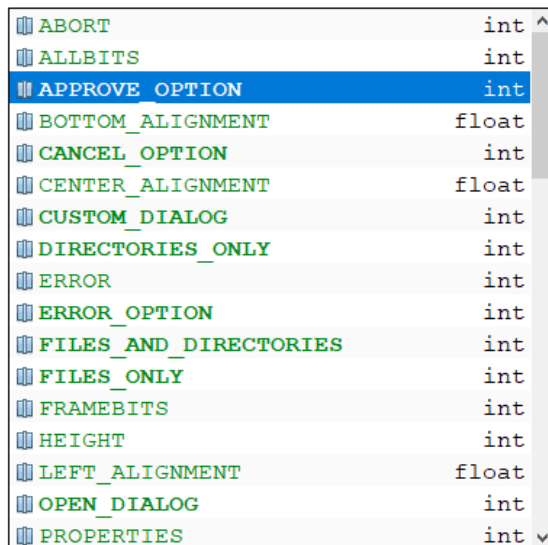 ABORT int
ALLBITS int
APPROVE_OPTION int
BOTTOM_ALIGNMENT float
CANCEL_OPTION int
CENTER_ALIGNMENT float
CUSTOM_DIALOG int
DIRECTORIES_ONLY int
ERROR int
ERROR_OPTION int
FILES_AND_DIRECTORIES int
FILES_ONLY int
FRAMEBITS int
HEIGHT int
LEFT_ALIGNMENT float
OPEN_DIALOG int
PROPERTIES int